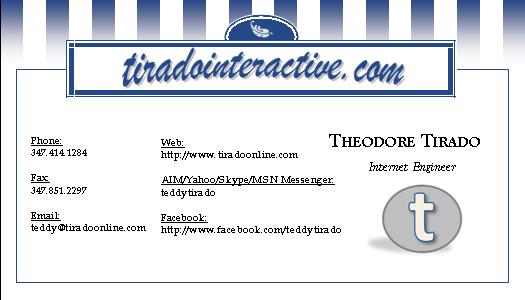 tiradointeractive.com
Phone:
347.414.1284
Fax
347.851.2297
Email:
teddy@tiradoonline.com
Web:
http://www.tiradoonline.com
AIM/Yahoo/Skype/MSN Messenger:
teddytirado
Facebook:
http://www.facebook.com/teddytirado
THEODORE TIRADO
Internet Engineer
t